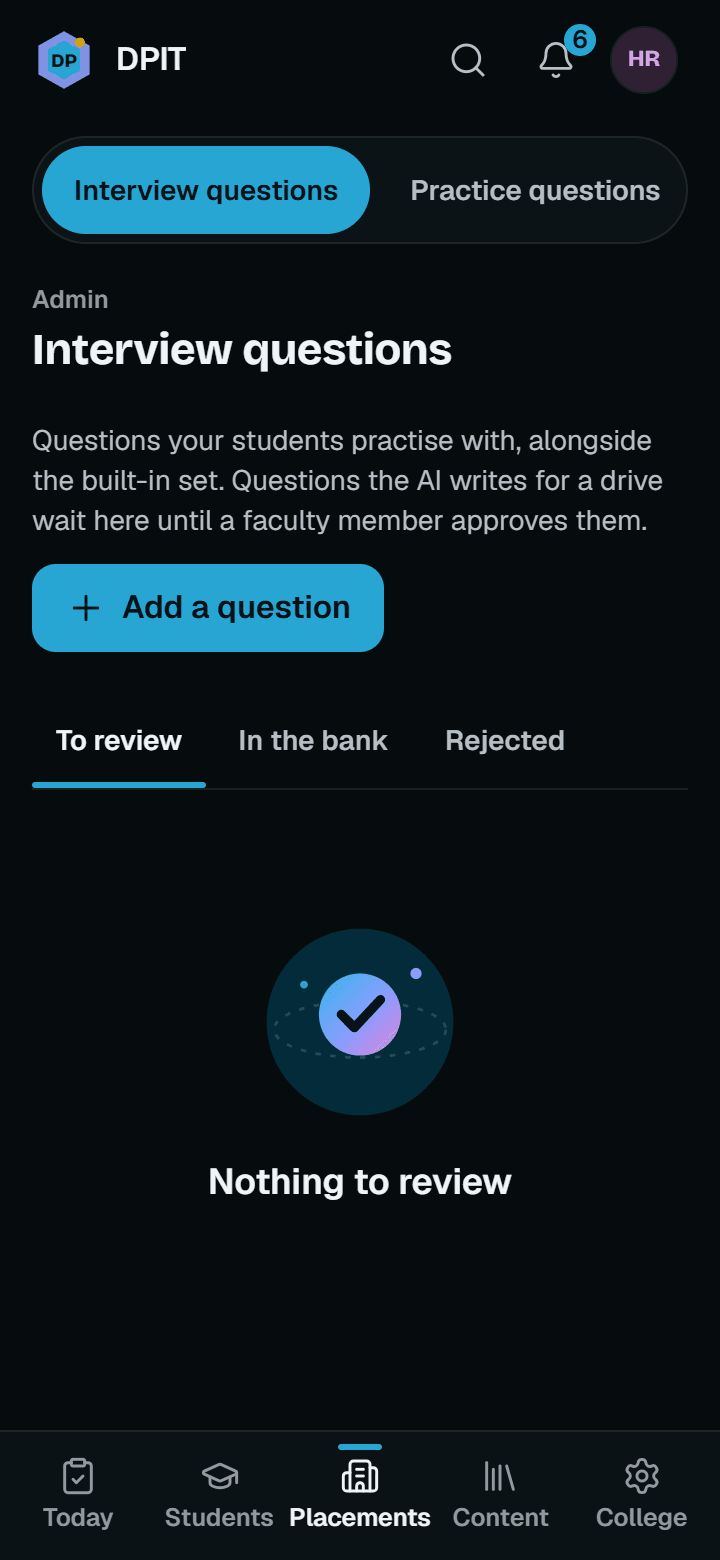 DP
DPIT
6
HR
Interview questions
Practice questions
Admin
Interview questions
Questions your students practise with, alongside
the built-in set. Questions the AI writes for a drive
wait here until a faculty member approves them.
Add a question
To review
In the bank
Rejected
Nothing to review
Today
Students
Placements
Content
College